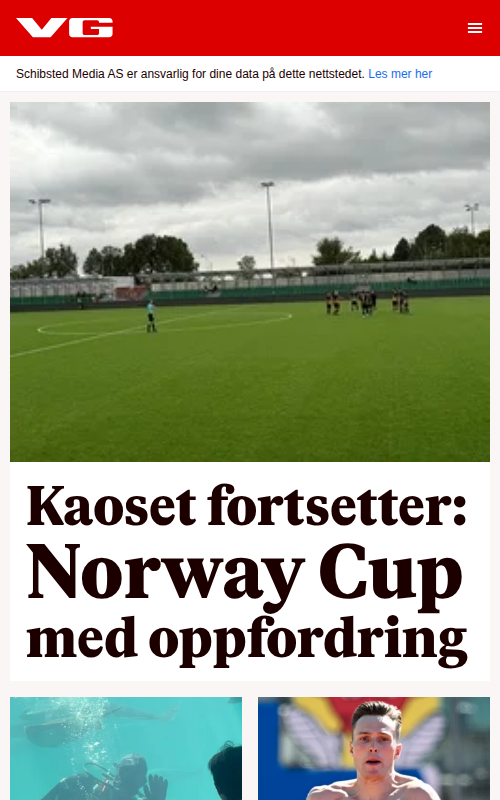 VG
Schibsted Media AS er ansvarlig for dine data på dette nettstedet. Les mer her
Kaoset fortsetter:
Norway Cup
med oppfordring